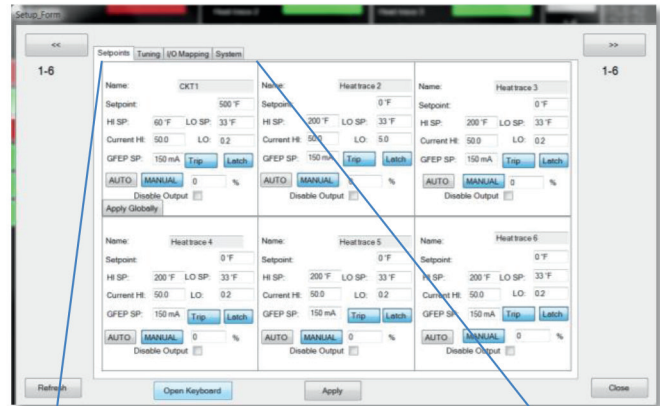 Setup_Form
Heat trace 2
<< Setpoints Tuning I/O Mapping System >>
1-6 1-6
Name: CKT1
Setpoint: 500 °F
HI SP: 60 °F LO SP: 33 °F
Current HI: 50.0 LO: 0.2
GFEP SP: 150 mA Trip Latch
AUTO MANUAL 0 %
Disable Output
Apply Globally
Name: Heat trace 2
Setpoint: 0 °F
HI SP: 200 °F LO SP: 33 °F
Current HI: 50.0 LO: 5.0
GFEP SP: 150 mA Trip Latch
AUTO MANUAL 0 %
Disable Output
Name: Heat trace 3
Setpoint: 0 °F
HI SP: 200 °F LO SP: 33 °F
Current HI: 50.0 LO: 0.2
GFEP SP: 150 mA Trip Latch
AUTO MANUAL 0 %
Disable Output
Name: Heat trace 4
Setpoint: 0 °F
HI SP: 200 °F LO SP: 33 °F
Current HI: 50.0 LO: 0.2
GFEP SP: 150 mA Trip Latch
AUTO MANUAL 0 %
Disable Output
Name: Heat trace 5
Setpoint: 0 °F
HI SP: 200 °F LO SP: 33 °F
Current HI: 50.0 LO: 0.2
GFEP SP: 150 mA Trip Latch
AUTO MANUAL 0 %
Disable Output
Name: Heat trace 6
Setpoint: 0 °F
HI SP: 200 °F LO SP: 33 °F
Current HI: 50.0 LO: 0.2
GFEP SP: 150 mA Trip Latch
AUTO MANUAL 0 %
Disable Output
Refresh Open Keyboard Apply Close